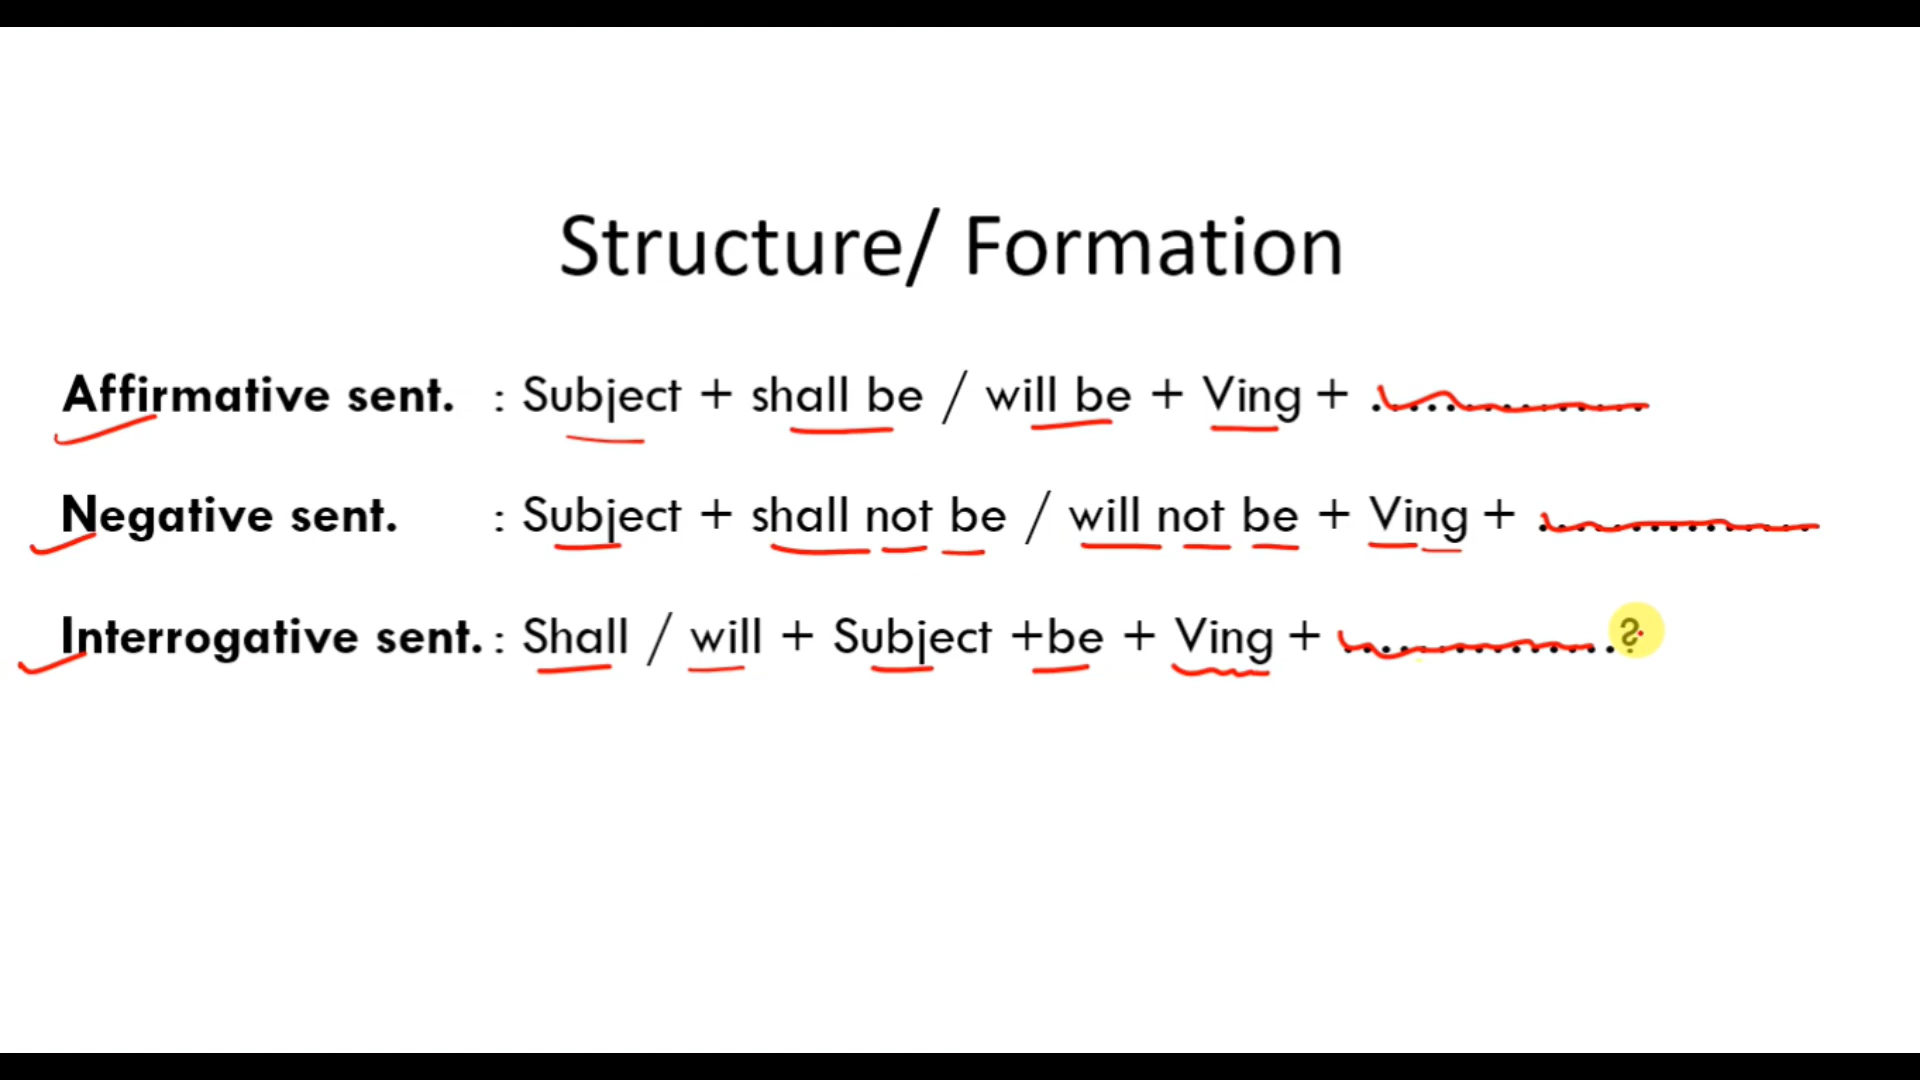 Structure/ Formation
Affirmative sent. : Subject + shall be / will be + Ving + ................
Negative sent. : Subject + shall not be / will not be + Ving + ................
Interrogative sent. : Shall / will + Subject +be + Ving + ...............?